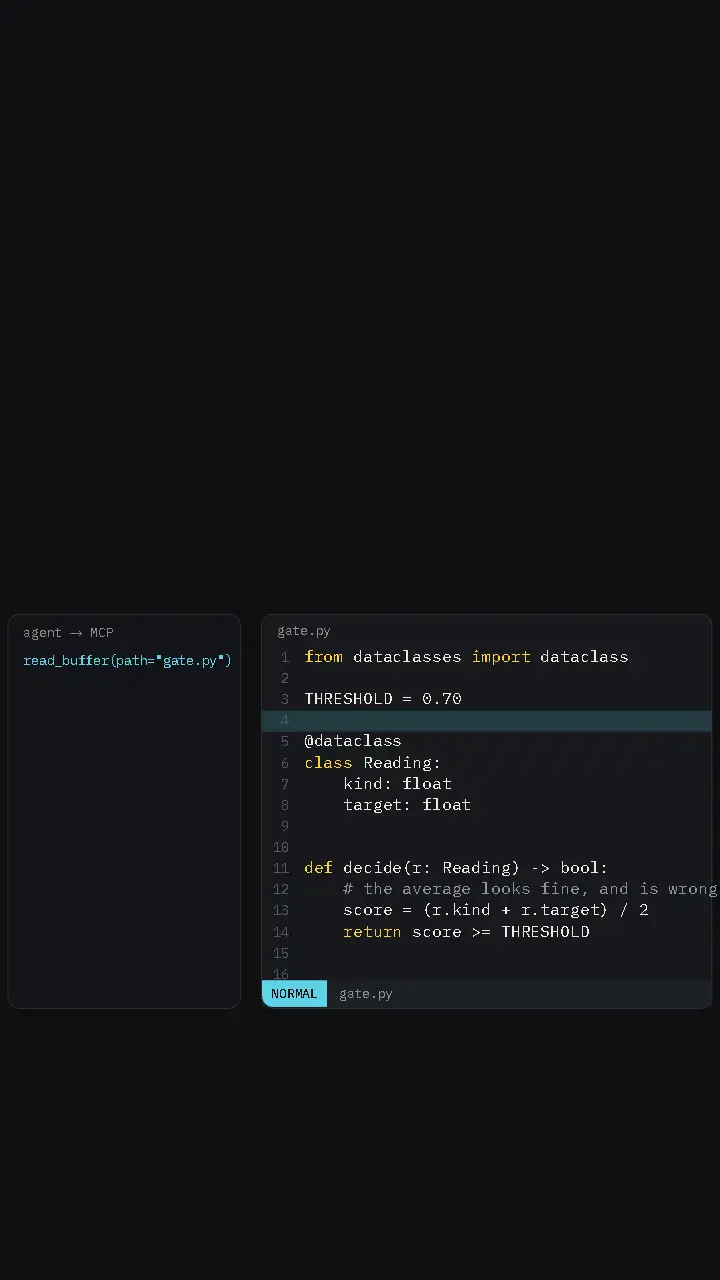 agent → MCP
read_buffer(path="gate.py")
gate.py
1 from dataclasses import dataclass
2
3 THRESHOLD = 0.70
4
5 @dataclass
6 class Reading:
7     kind: float
8     target: float
9
10
11 def decide(r: Reading) -> bool:
12     # the average looks fine, and is wrong
13     score = (r.kind + r.target) / 2
14     return score >= THRESHOLD
15
16
NORMAL gate.py